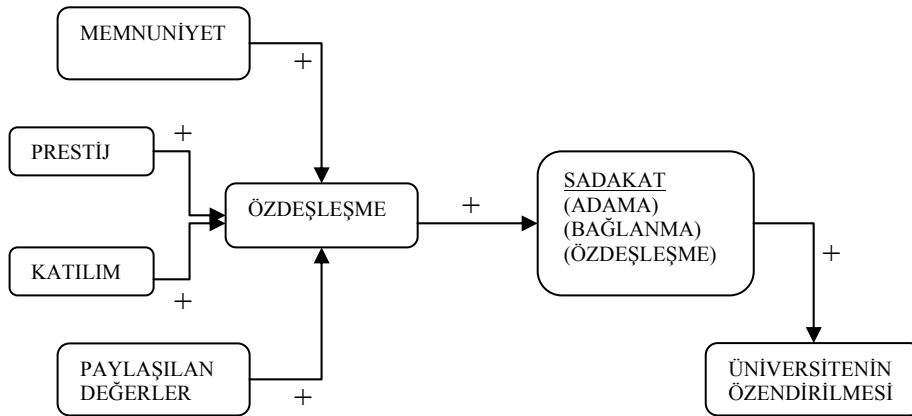 MEMNUNİYET
+
+
PRESTİJ
ÖZDEŞLEŞME
+
SADAKAT
(ADAMA)
(BAĞLANMA)
(ÖZDEŞLEŞME)
+
KATILIM
+
PAYLAŞILAN
DEĞERLER
+
ÜNİVERSİTENİN
ÖZENDİRİLMESİ